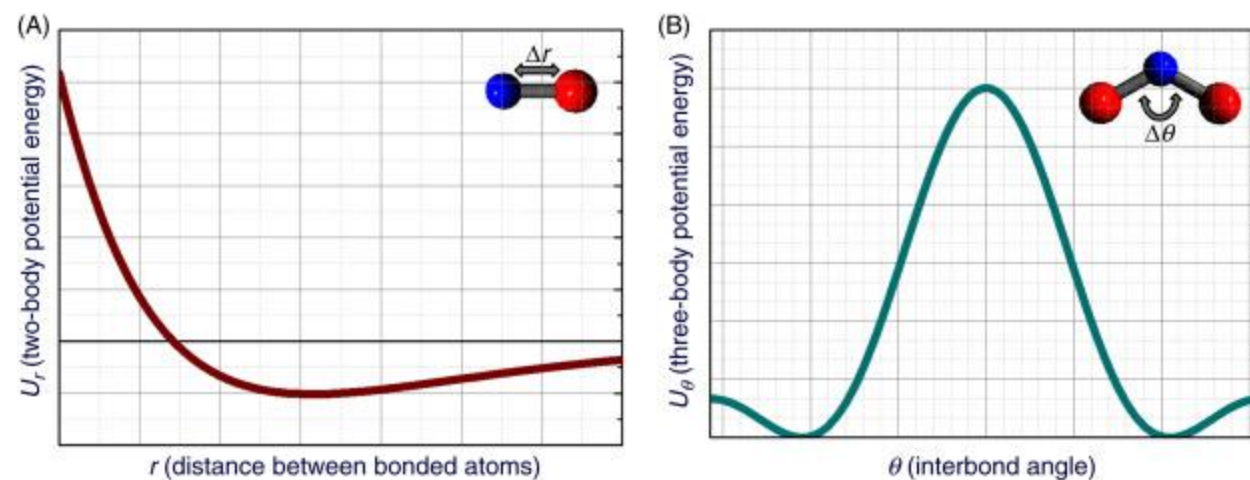 (A)
U_r (two-body potential energy)
Δr
r (distance between bonded atoms)
(B)
U_θ (three-body potential energy)
Δθ
θ (interbond angle)